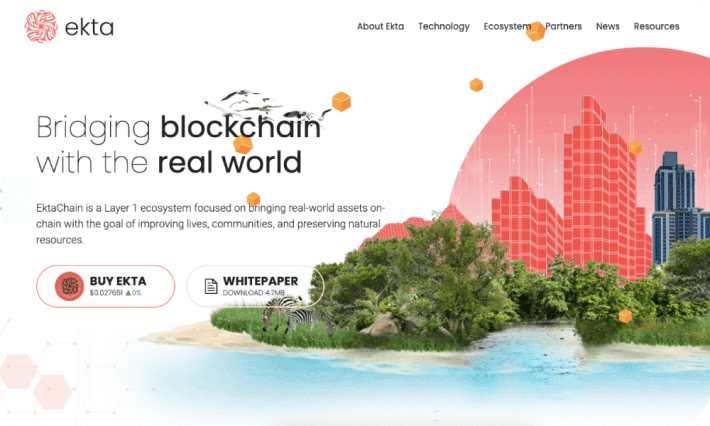 ekta
About Ekta Technology Ecosystem Partners News Resources
Bridging blockchain
with the real world
EktaChain is a Layer 1 ecosystem focused on bringing real-world assets on-
chain with the goal of improving lives, communities, and preserving natural
resources.
BUY EKTA
$0.027651 ▲0%
WHITEPAPER
DOWNLOAD 4.7MB